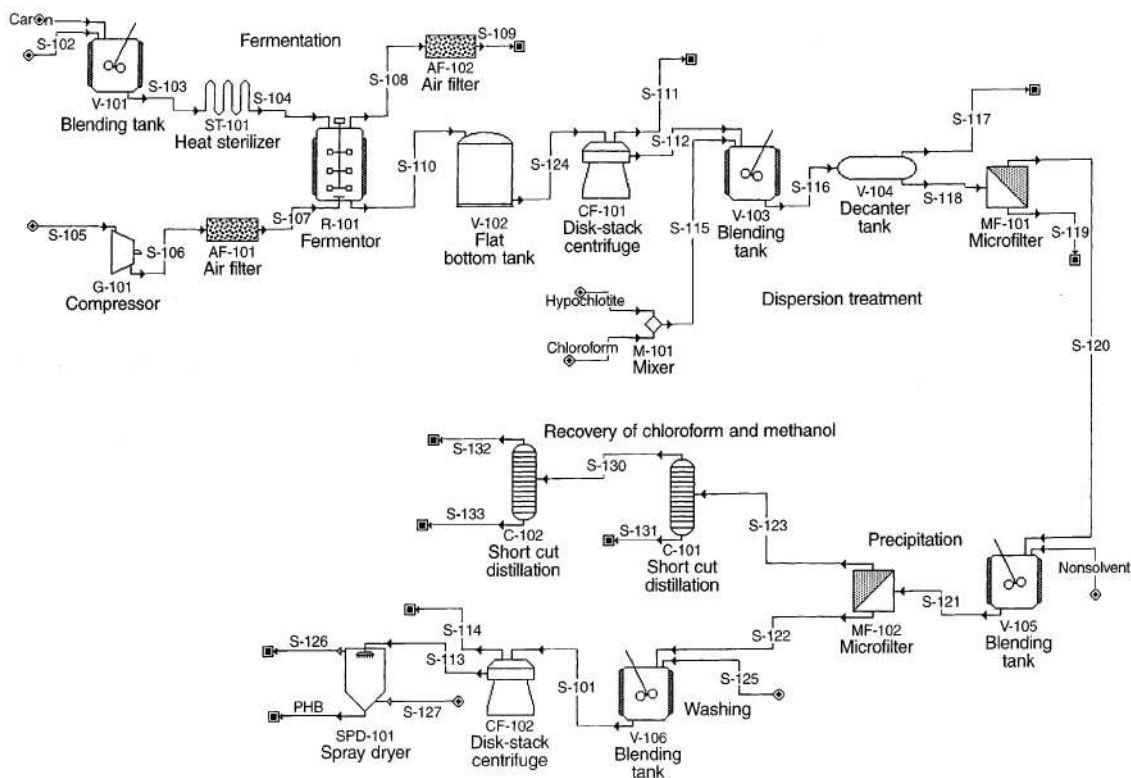 Caron
S-102
Fermentation
S-109
AF-102
Air filter
S-108
S-103
S-104
V-101
Blending tank
ST-101
Heat sterilizer
S-111
S-112
S-117
S-110
S-124
S-116
V-104
Decanter
tank
S-118
S-105
S-106
S-107
AF-101
Air filter
R-101
Fermentor
V-102
Flat
bottom tank
CF-101
Disk-stack
centrifuge
S-115
V-103
Blending
tank
MF-101
Microfilter
S-119
G-101
Compressor
Hypochlotite
Chloroform
M-101
Mixer
Dispersion treatment
S-120
Recovery of chloroform and methanol
S-132
S-130
S-133
S-131
S-123
C-102
Short cut
distillation
C-101
Short cut
distillation
Precipitation
Nonsolvent
S-121
V-105
Blending
tank
MF-102
Microfilter
S-122
S-114
S-113
S-126
S-101
S-125
S-127
PHB
Washing
SPD-101
Spray dryer
CF-102
Disk-stack
centrifuge
V-106
Blending
tank